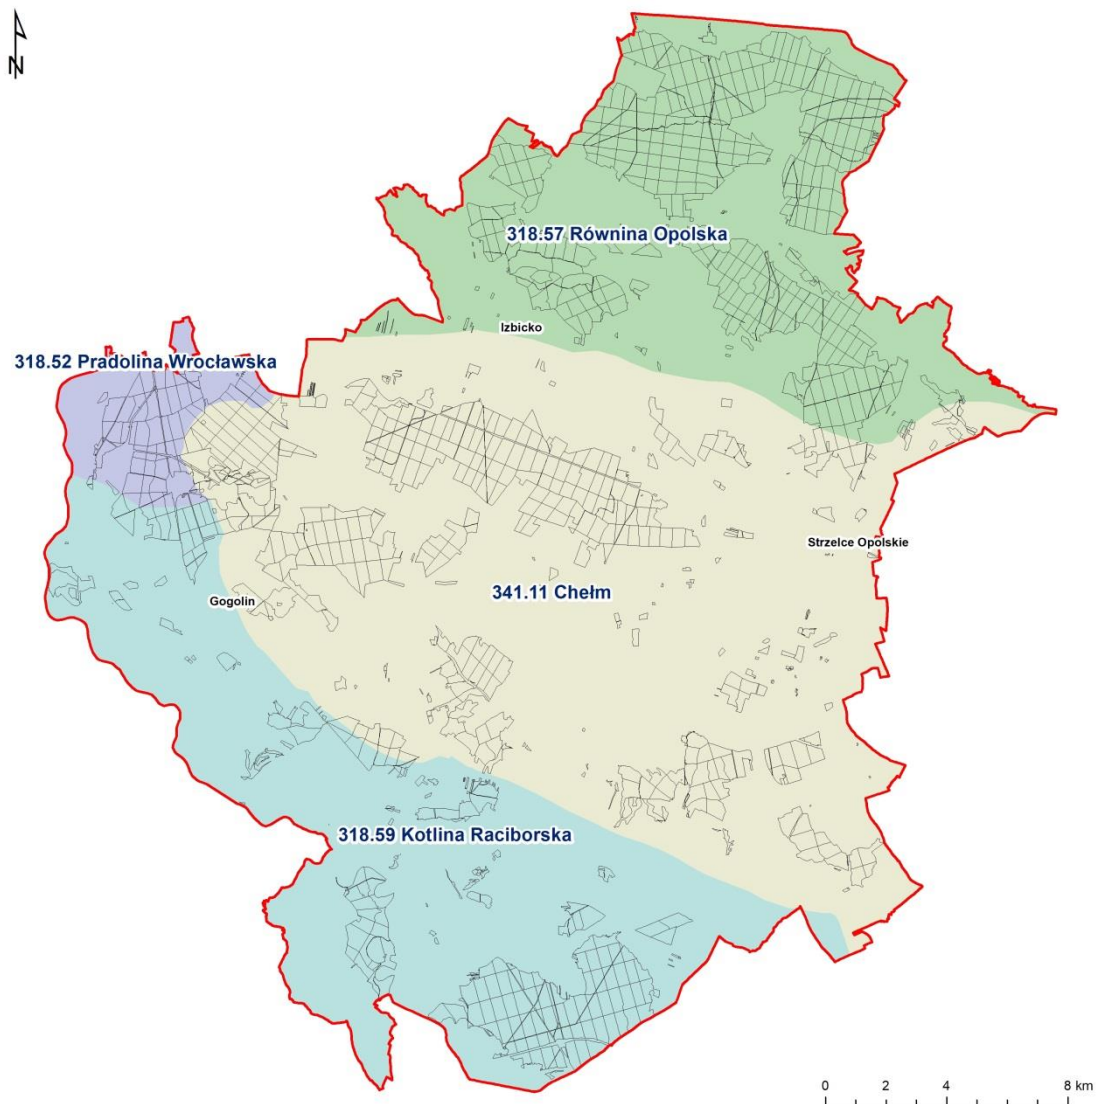 N
318.57 Równina Opolska
Izbicko
318.52 Pradolina Wrocławska
Strzelce Opolskie
341.11 Chełm
Gogolin
318.59 Kotlina Raciborska
0 2 4 8 km